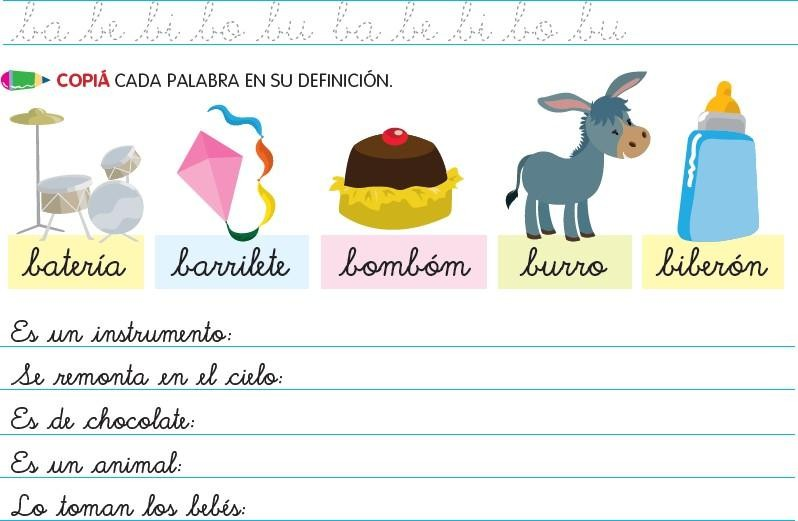 ba be bi bo bu ba be bi bo bu
COPIÁ CADA PALABRA EN SU DEFINICIÓN.
batería barrilete bombóm burro biberón
Es un instrumento:
Se remonta en el cielo:
Es de chocolate:
Es un animal:
Lo toman los bebés: